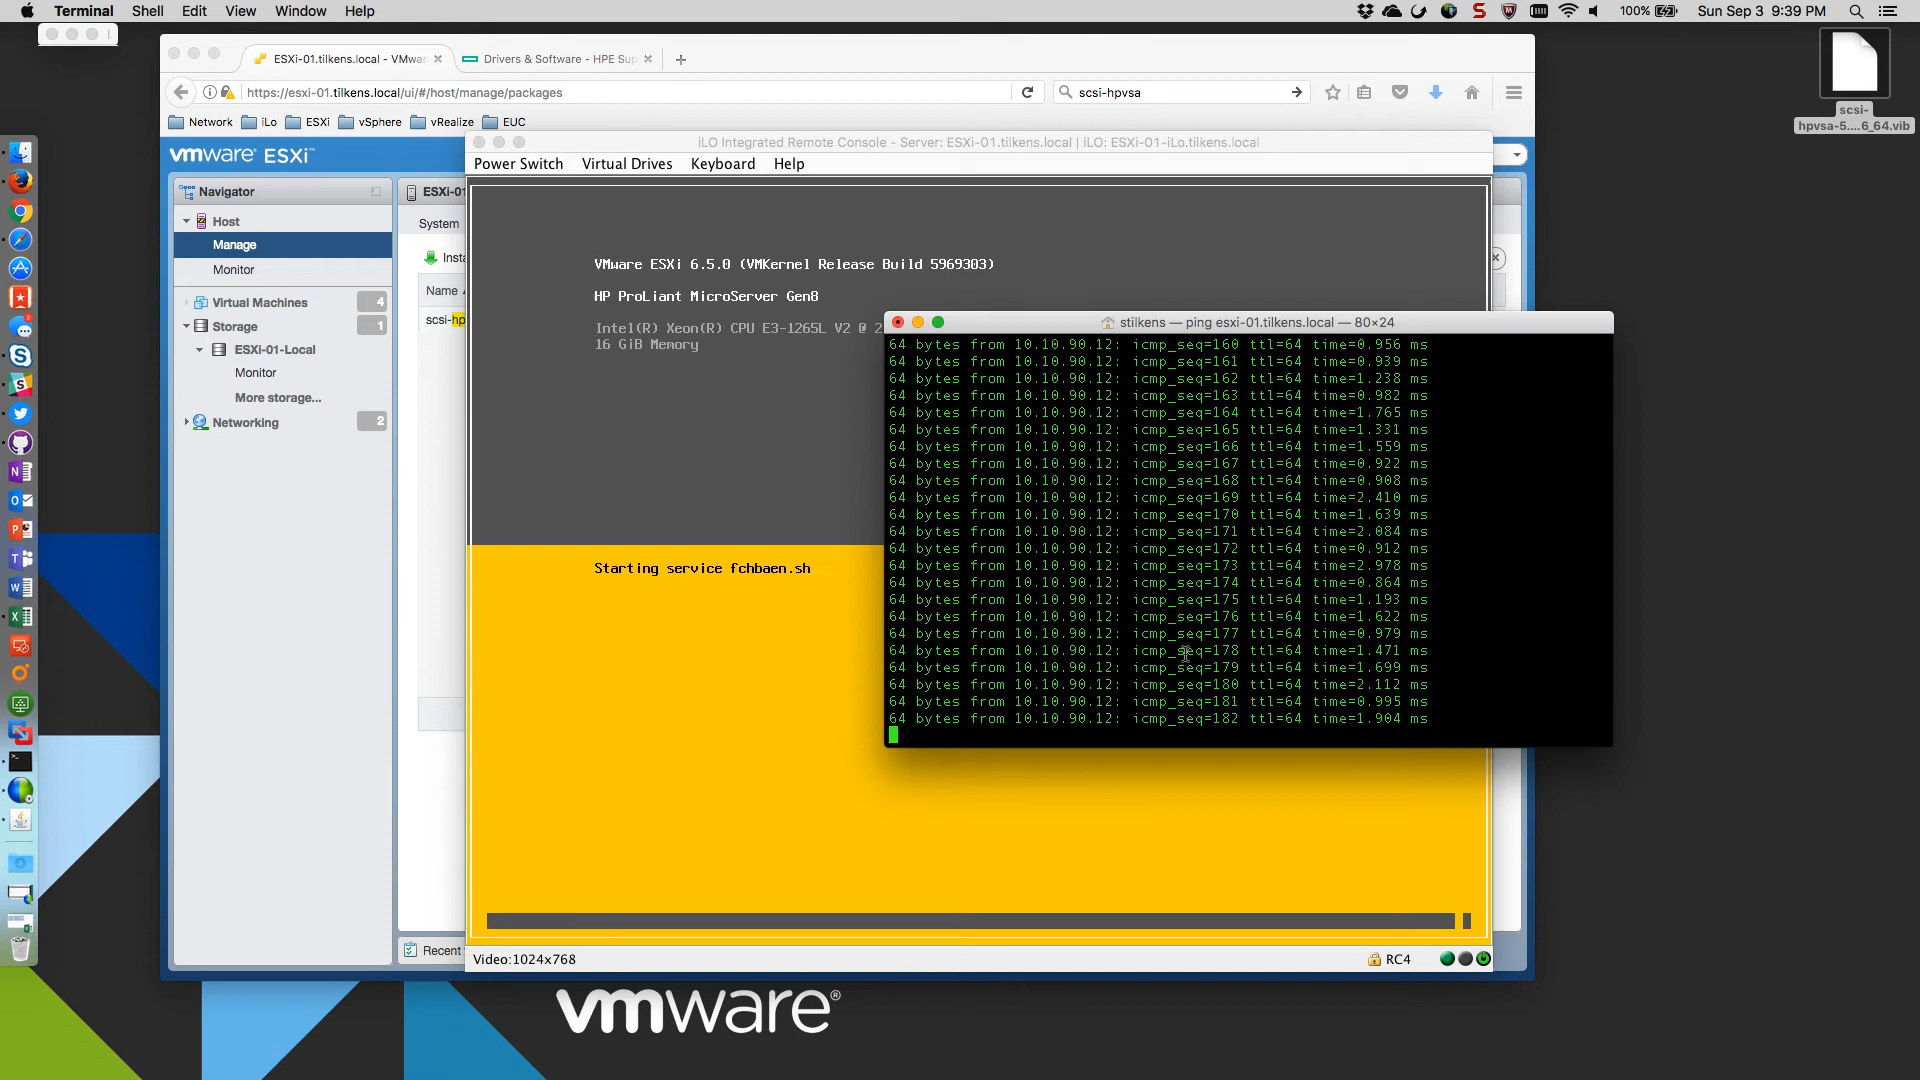 Terminal Shell Edit View Window Help
100% Sun Sep 3 9:39 PM
ESXi-01.tilkens.local - VMwar
Drivers & Software - HPE Sup
https://esxi-01.tilkens.local/ui/#/host/manage/packages
scsi-hpvsa
Network iLo ESXi vSphere vRealize EUC
scsi-
hpvsa-5....6_64.vib
vmware ESXi™
iLO Integrated Remote Console - Server: ESXi-01.tilkens.local | iLO: ESXi-01-iLo.tilkens.local
Power Switch Virtual Drives Keyboard Help
Navigator
Host
Manage
Monitor
Virtual Machines 4
Storage 1
ESXi-01-Local
Monitor
More storage...
Networking 2
ESXi-01
System
Insta
Name
scsi-hp
Recent
VMware ESXi 6.5.0 (VMKernel Release Build 5969303)
HP ProLiant MicroServer Gen8
Intel(R) Xeon(R) CPU E3-1265L V2 @ 2
16 GiB Memory
Starting service fchbaen.sh
Video:1024x768
RC4
stilkens — ping esxi-01.tilkens.local — 80×24
64 bytes from 10.10.90.12: icmp_seq=160 ttl=64 time=0.956 ms
64 bytes from 10.10.90.12: icmp_seq=161 ttl=64 time=0.939 ms
64 bytes from 10.10.90.12: icmp_seq=162 ttl=64 time=1.238 ms
64 bytes from 10.10.90.12: icmp_seq=163 ttl=64 time=0.982 ms
64 bytes from 10.10.90.12: icmp_seq=164 ttl=64 time=1.765 ms
64 bytes from 10.10.90.12: icmp_seq=165 ttl=64 time=1.331 ms
64 bytes from 10.10.90.12: icmp_seq=166 ttl=64 time=1.559 ms
64 bytes from 10.10.90.12: icmp_seq=167 ttl=64 time=0.922 ms
64 bytes from 10.10.90.12: icmp_seq=168 ttl=64 time=0.908 ms
64 bytes from 10.10.90.12: icmp_seq=169 ttl=64 time=2.410 ms
64 bytes from 10.10.90.12: icmp_seq=170 ttl=64 time=1.639 ms
64 bytes from 10.10.90.12: icmp_seq=171 ttl=64 time=2.084 ms
64 bytes from 10.10.90.12: icmp_seq=172 ttl=64 time=0.912 ms
64 bytes from 10.10.90.12: icmp_seq=173 ttl=64 time=2.978 ms
64 bytes from 10.10.90.12: icmp_seq=174 ttl=64 time=0.864 ms
64 bytes from 10.10.90.12: icmp_seq=175 ttl=64 time=1.193 ms
64 bytes from 10.10.90.12: icmp_seq=176 ttl=64 time=1.622 ms
64 bytes from 10.10.90.12: icmp_seq=177 ttl=64 time=0.979 ms
64 bytes from 10.10.90.12: icmp_seq=178 ttl=64 time=1.471 ms
64 bytes from 10.10.90.12: icmp_seq=179 ttl=64 time=1.699 ms
64 bytes from 10.10.90.12: icmp_seq=180 ttl=64 time=2.112 ms
64 bytes from 10.10.90.12: icmp_seq=181 ttl=64 time=0.995 ms
64 bytes from 10.10.90.12: icmp_seq=182 ttl=64 time=1.904 ms
vmware®